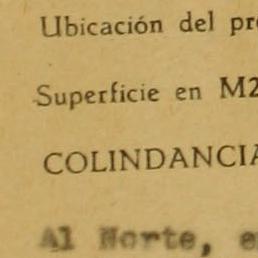 Ubicación del pr
Superficie en M2
COLINDANCIA
Al Norte, e